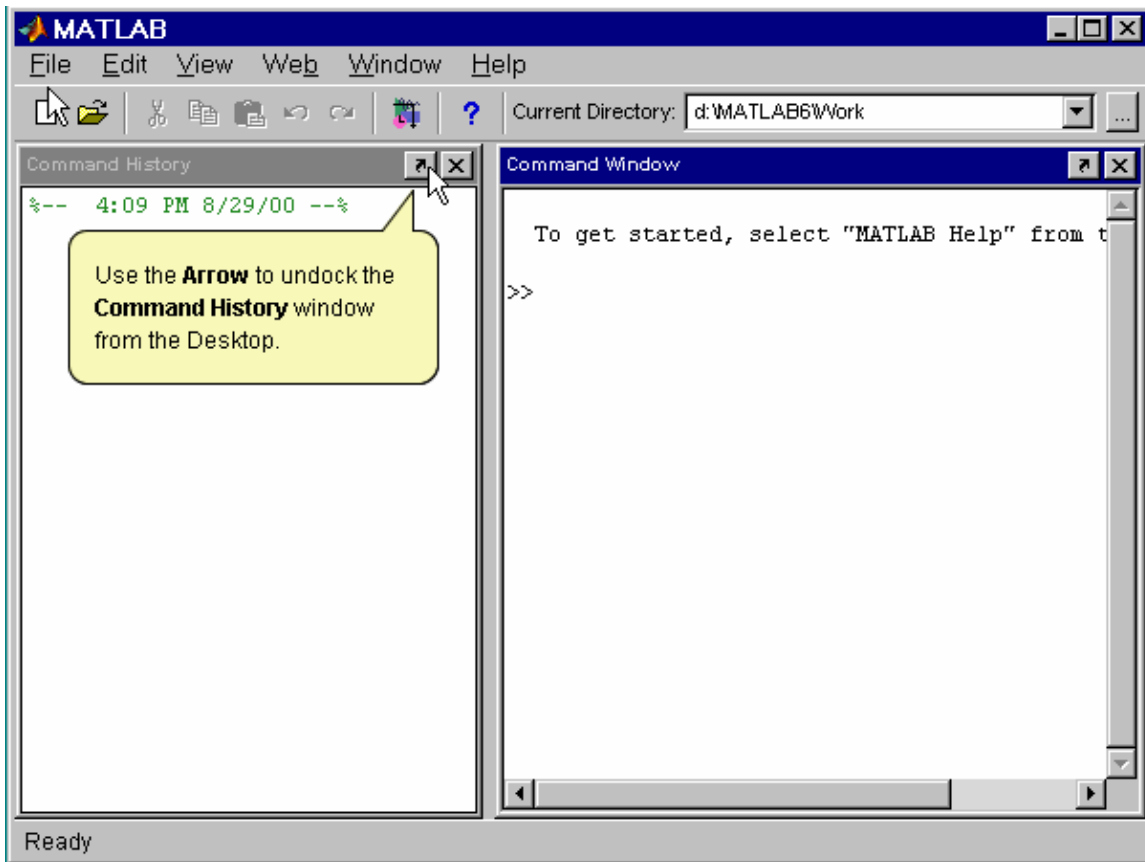 MATLAB
File Edit View Web Window Help
? Current Directory: d:\MATLAB6\Work ...
Command History
Command Window
%-- 4:09 PM 8/29/00 --%
Use the Arrow to undock the
Command History window
from the Desktop.
To get started, select "MATLAB Help" from t
>>
Ready